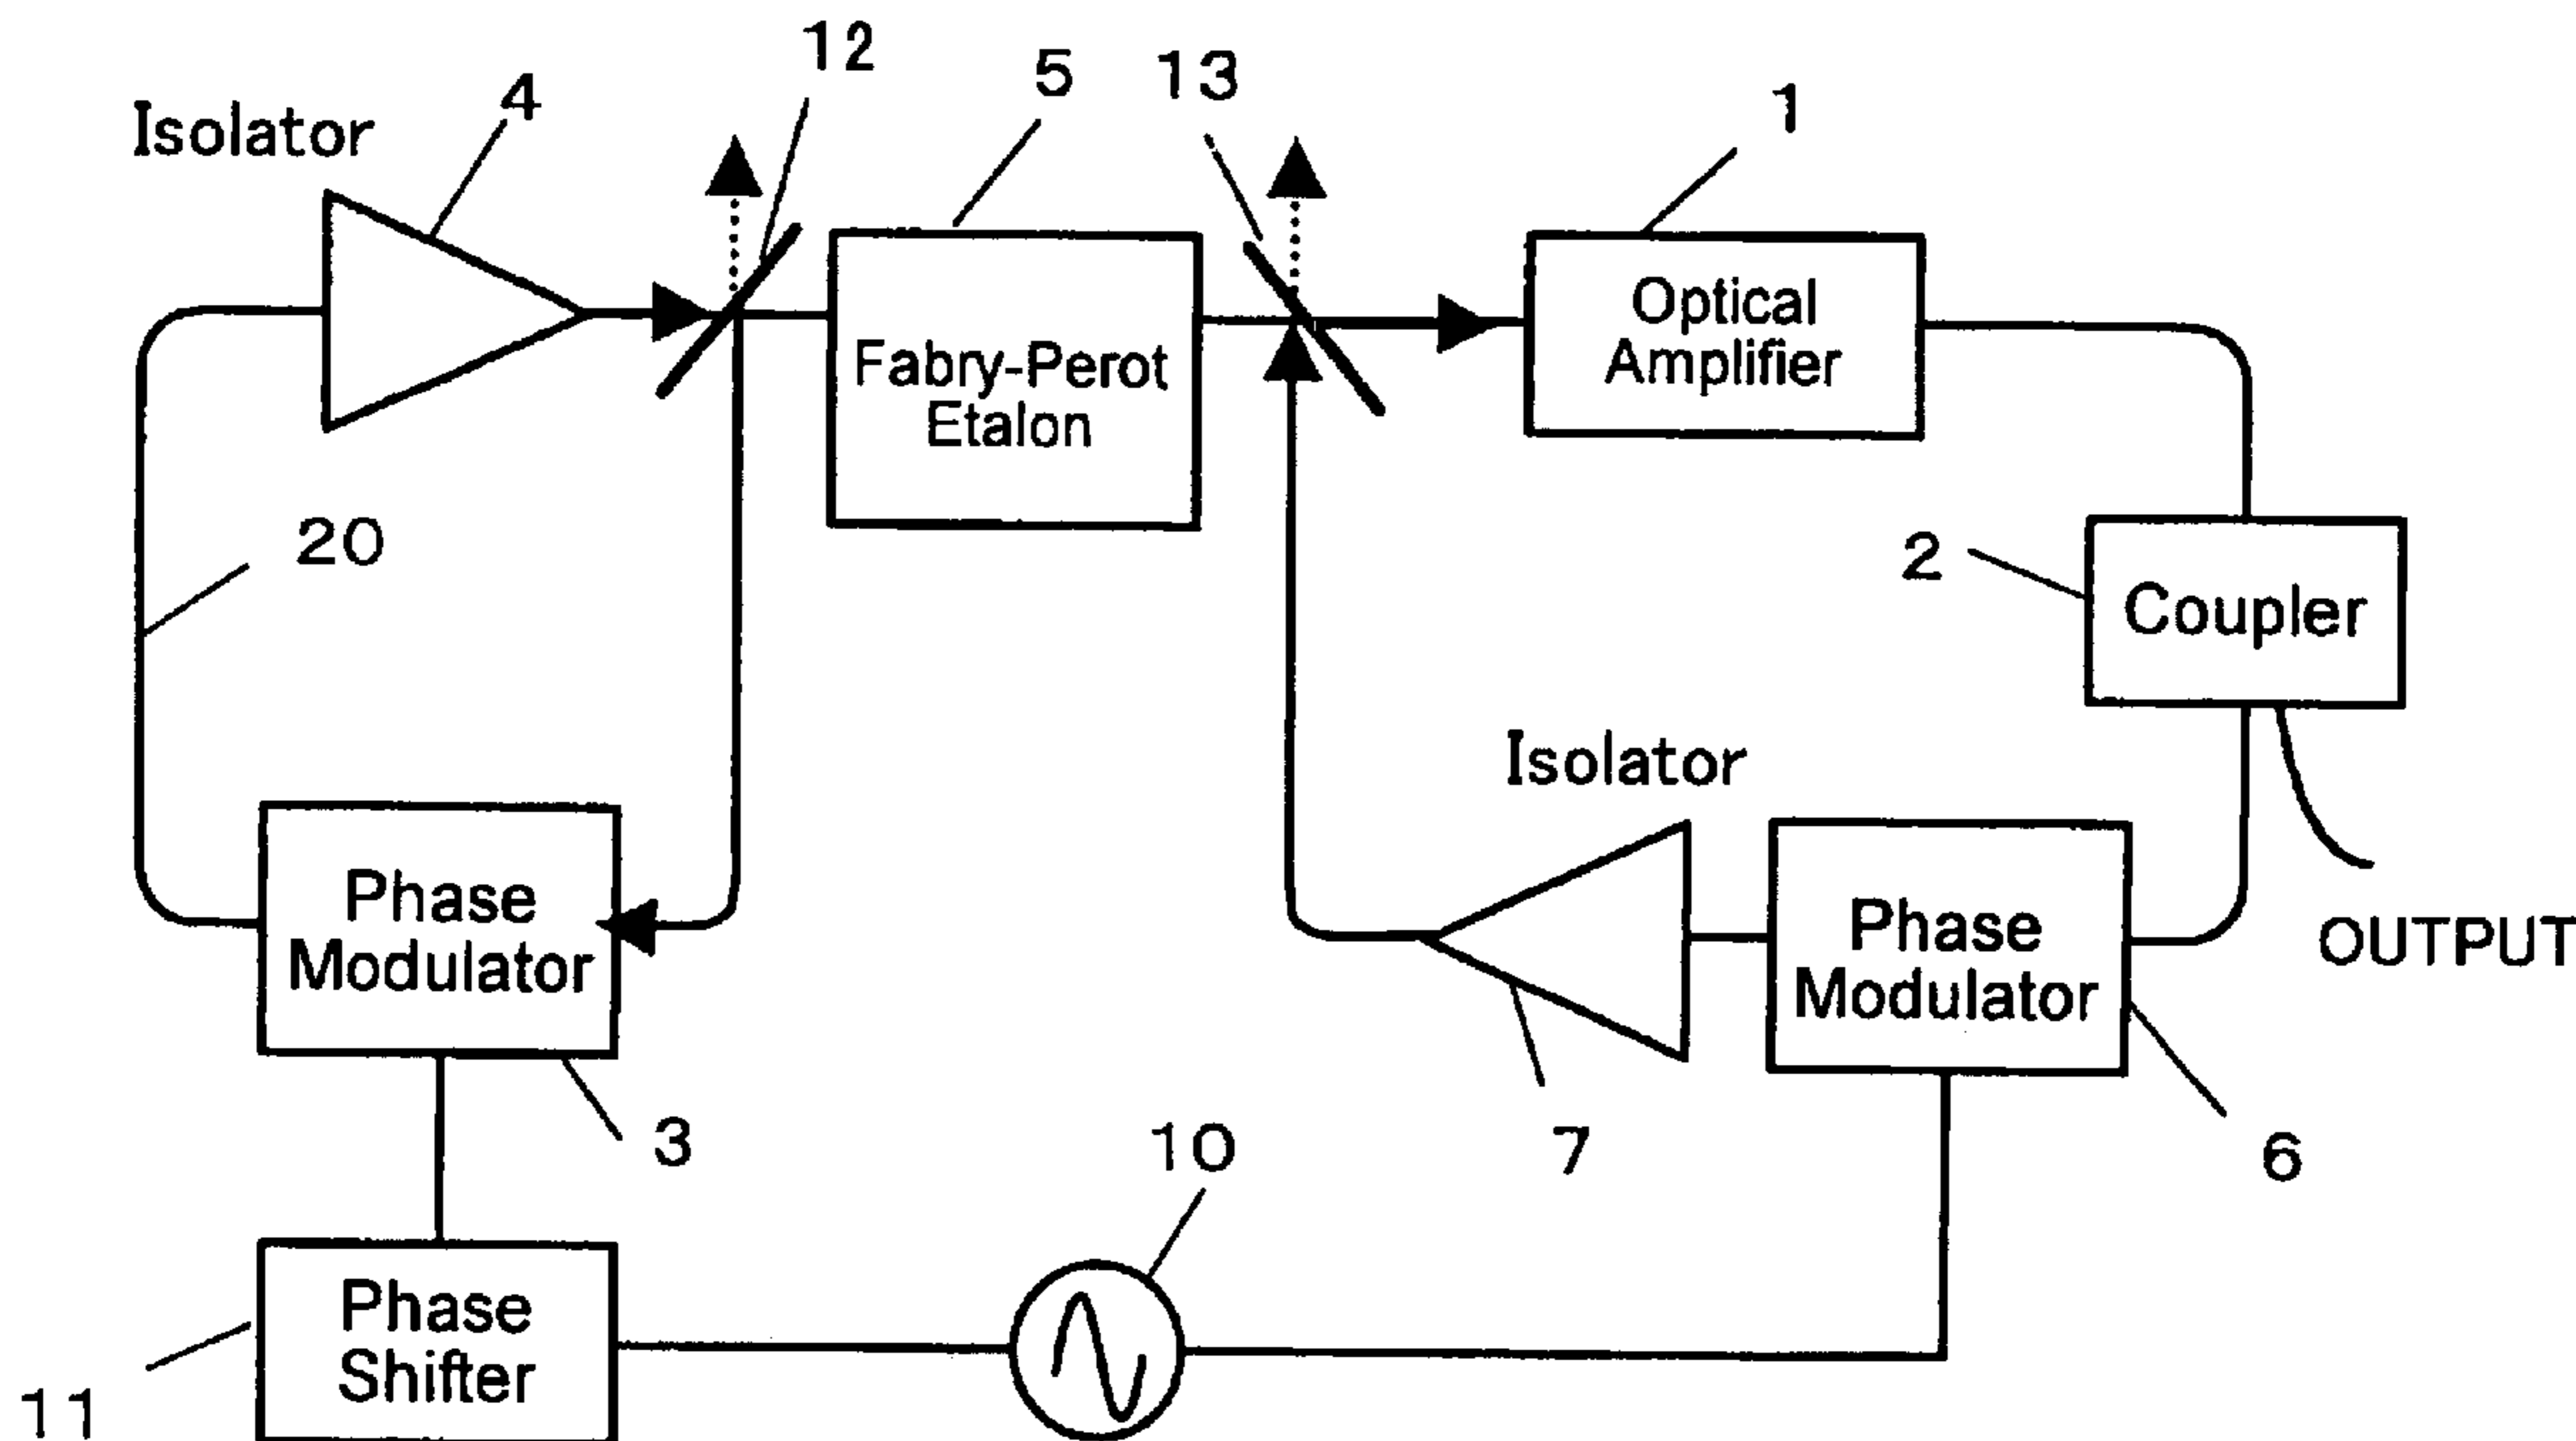 12
5
13
1
4
Isolator
Optical
Amplifier
Fabry-Perot
Etalon
20
2
Coupler
Isolator
Phase
Modulator
Phase
Modulator
OUTPUT
3
10
7
6
Phase
Shifter
11